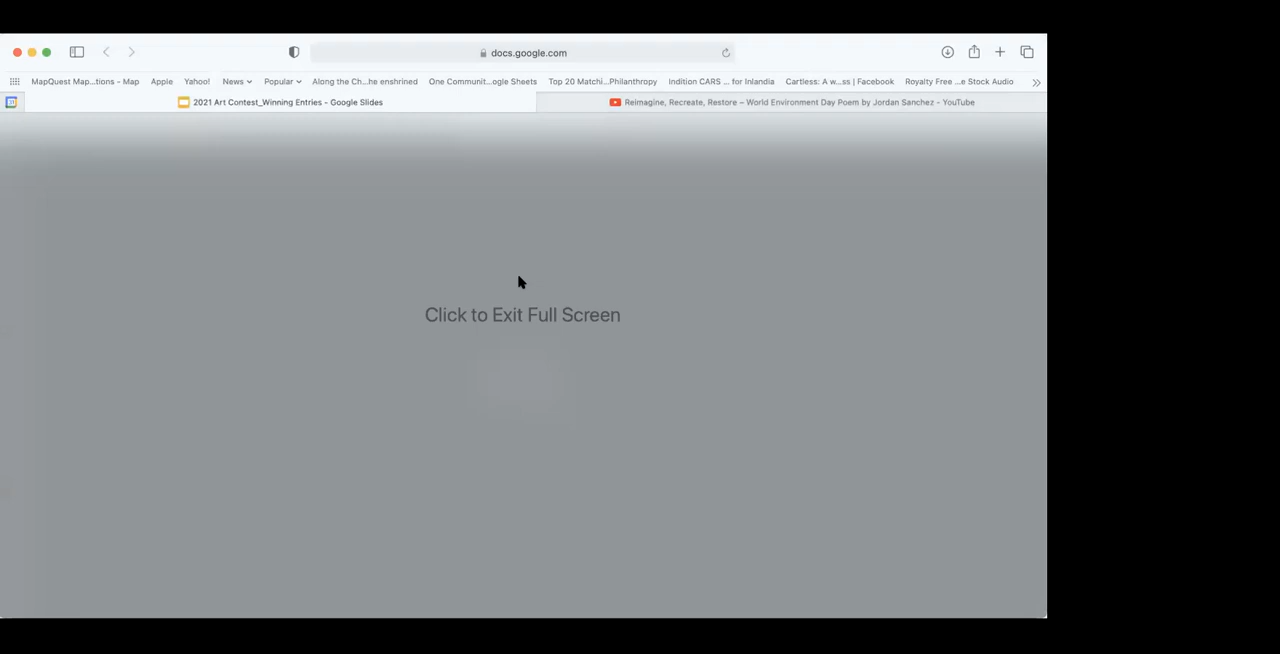 docs.google.com
MapQuest Map...tions - Map Apple Yahoo! News Popular Along the Ch...he enshrined One Communit...ogle Sheets Top 20 Matchi...Philanthropy Indition CARS ... for Inlandia Cartless: A w...ss | Facebook Royalty Free ...e Stock Audio
2021 Art Contest_Winning Entries - Google Slides Reimagine, Recreate, Restore – World Environment Day Poem by Jordan Sanchez - YouTube
Click to Exit Full Screen